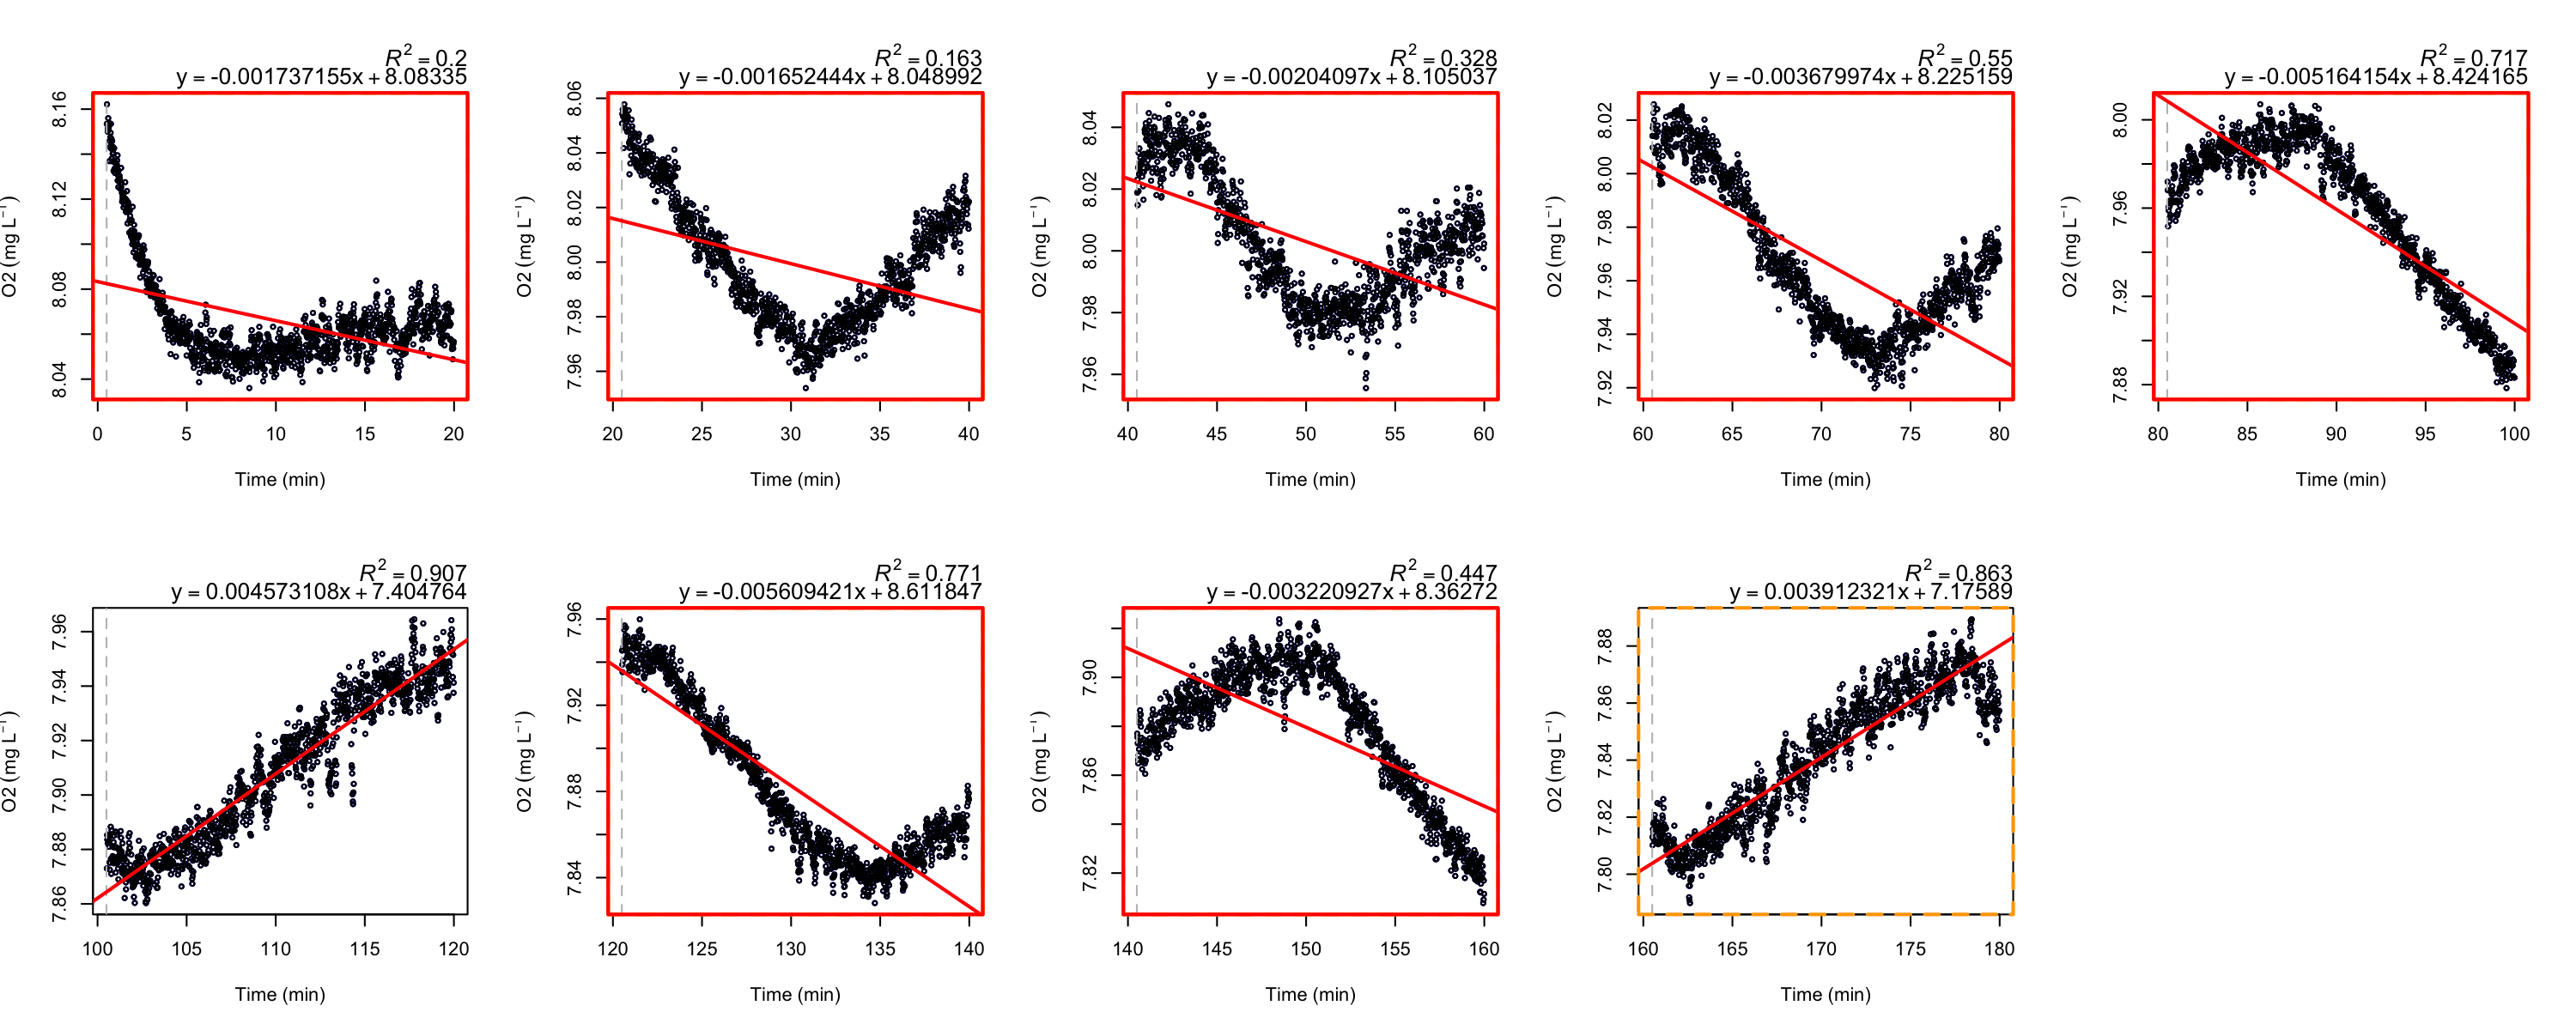 R² = 0.2
y = -0.001737155x + 8.08335
O2 (mg L⁻¹)
8.16
8.12
8.08
8.04
0 5 10 15 20
Time (min)
R² = 0.163
y = -0.001652444x + 8.048992
O2 (mg L⁻¹)
8.06
8.04
8.02
8.00
7.98
7.96
20 25 30 35 40
Time (min)
R² = 0.328
y = -0.00204097x + 8.105037
O2 (mg L⁻¹)
8.04
8.02
8.00
7.98
7.96
40 45 50 55 60
Time (min)
R² = 0.55
y = -0.003679974x + 8.225159
O2 (mg L⁻¹)
8.02
8.00
7.98
7.96
7.94
7.92
60 65 70 75 80
Time (min)
R² = 0.717
y = -0.005164154x + 8.424165
O2 (mg L⁻¹)
8.00
7.96
7.92
7.88
80 85 90 95 100
Time (min)
R² = 0.907
y = 0.004573108x + 7.404764
O2 (mg L⁻¹)
7.96
7.94
7.92
7.90
7.88
7.86
100 105 110 115 120
Time (min)
R² = 0.771
y = -0.005609421x + 8.611847
O2 (mg L⁻¹)
7.96
7.92
7.88
7.84
120 125 130 135 140
Time (min)
R² = 0.447
y = -0.003220927x + 8.36272
O2 (mg L⁻¹)
7.90
7.86
7.82
140 145 150 155 160
Time (min)
R² = 0.863
y = 0.003912321x + 7.17589
O2 (mg L⁻¹)
7.88
7.86
7.84
7.82
7.80
160 165 170 175 180
Time (min)